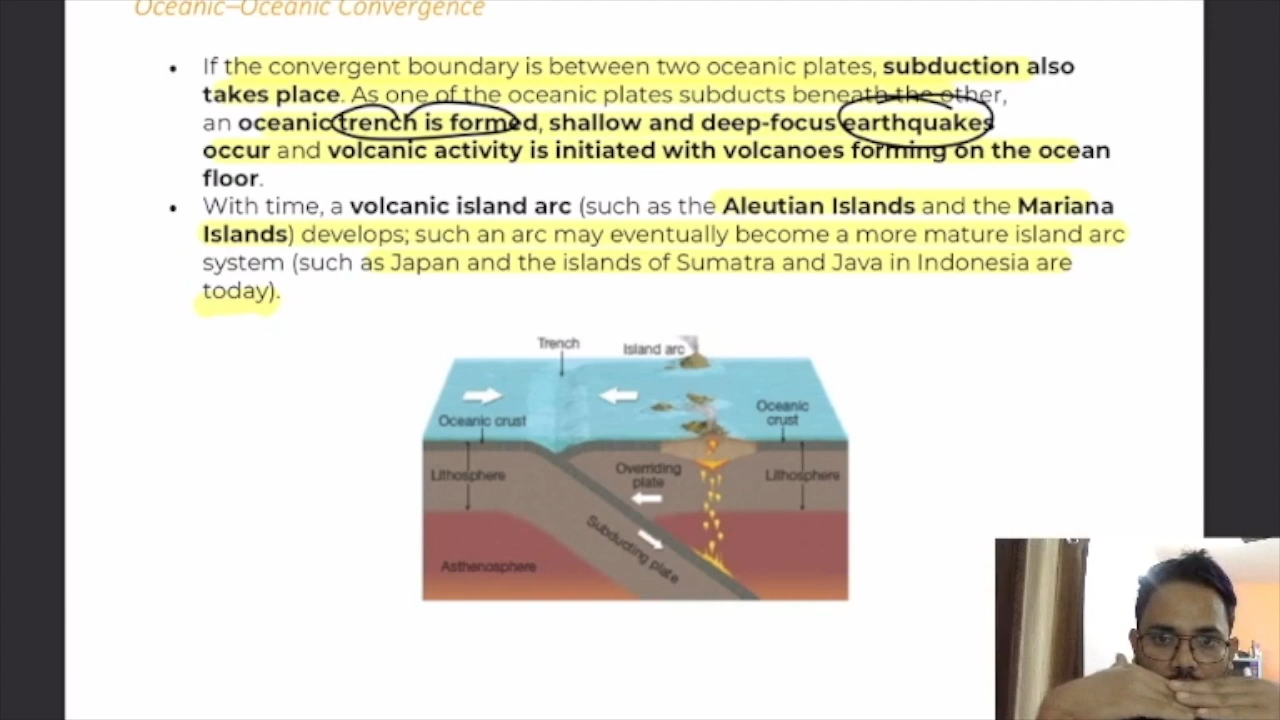 Oceanic–Oceanic Convergence
• If the convergent boundary is between two oceanic plates, subduction also
takes place. As one of the oceanic plates subducts beneath the other,
an oceanic trench is formed, shallow and deep-focus earthquakes
occur and volcanic activity is initiated with volcanoes forming on the ocean
floor.
• With time, a volcanic island arc (such as the Aleutian Islands and the Mariana
Islands) develops; such an arc may eventually become a more mature island arc
system (such as Japan and the islands of Sumatra and Java in Indonesia are
today).
Trench
Island arc
Oceanic crust
Oceanic
crust
Lithosphere
Overriding
plate
Lithosphere
Subducting plate
Asthenosphere